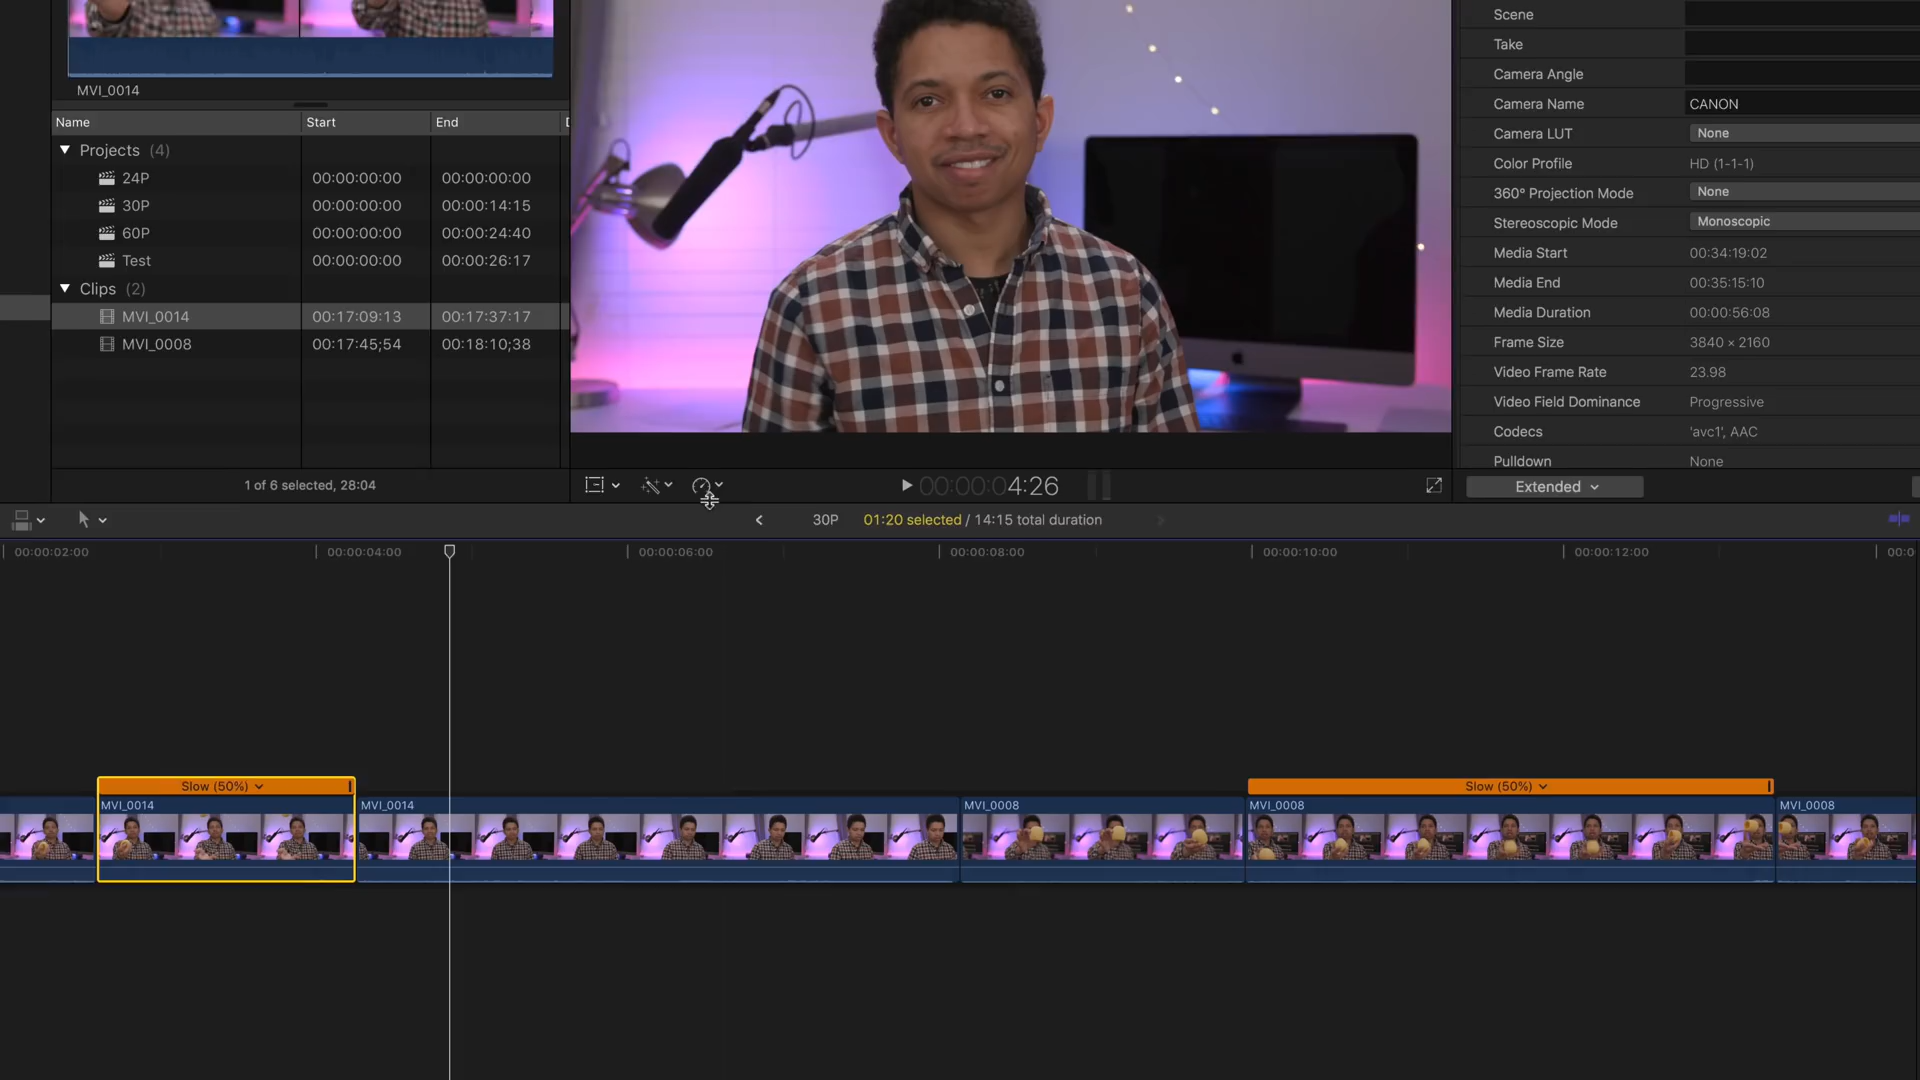 MVI_0014
Name Start End
Projects (4)
24P 00:00:00:00 00:00:00:00
30P 00:00:00:00 00:00:14:15
60P 00:00:00:00 00:00:24:40
Test 00:00:00:00 00:00:26:17
Clips (2)
MVI_0014 00:17:09:13 00:17:37:17
MVI_0008 00:17:45;54 00:18:10;38
1 of 6 selected, 28:04
Scene
Take
Camera Angle
Camera Name CANON
Camera LUT None
Color Profile HD (1-1-1)
360° Projection Mode None
Stereoscopic Mode Monoscopic
Media Start 00:34:19:02
Media End 00:35:15:10
Media Duration 00:00:56:08
Frame Size 3840 × 2160
Video Frame Rate 23.98
Video Field Dominance Progressive
Codecs 'avc1', AAC
Pulldown None
00:00:04:26
Extended
30P 01:20 selected / 14:15 total duration
00:00:02:00 00:00:04:00 00:00:06:00 00:00:08:00 00:00:10:00 00:00:12:00 00:0
Slow (50%) Slow (50%)
MVI_0014 MVI_0014 MVI_0008 MVI_0008 MVI_0008